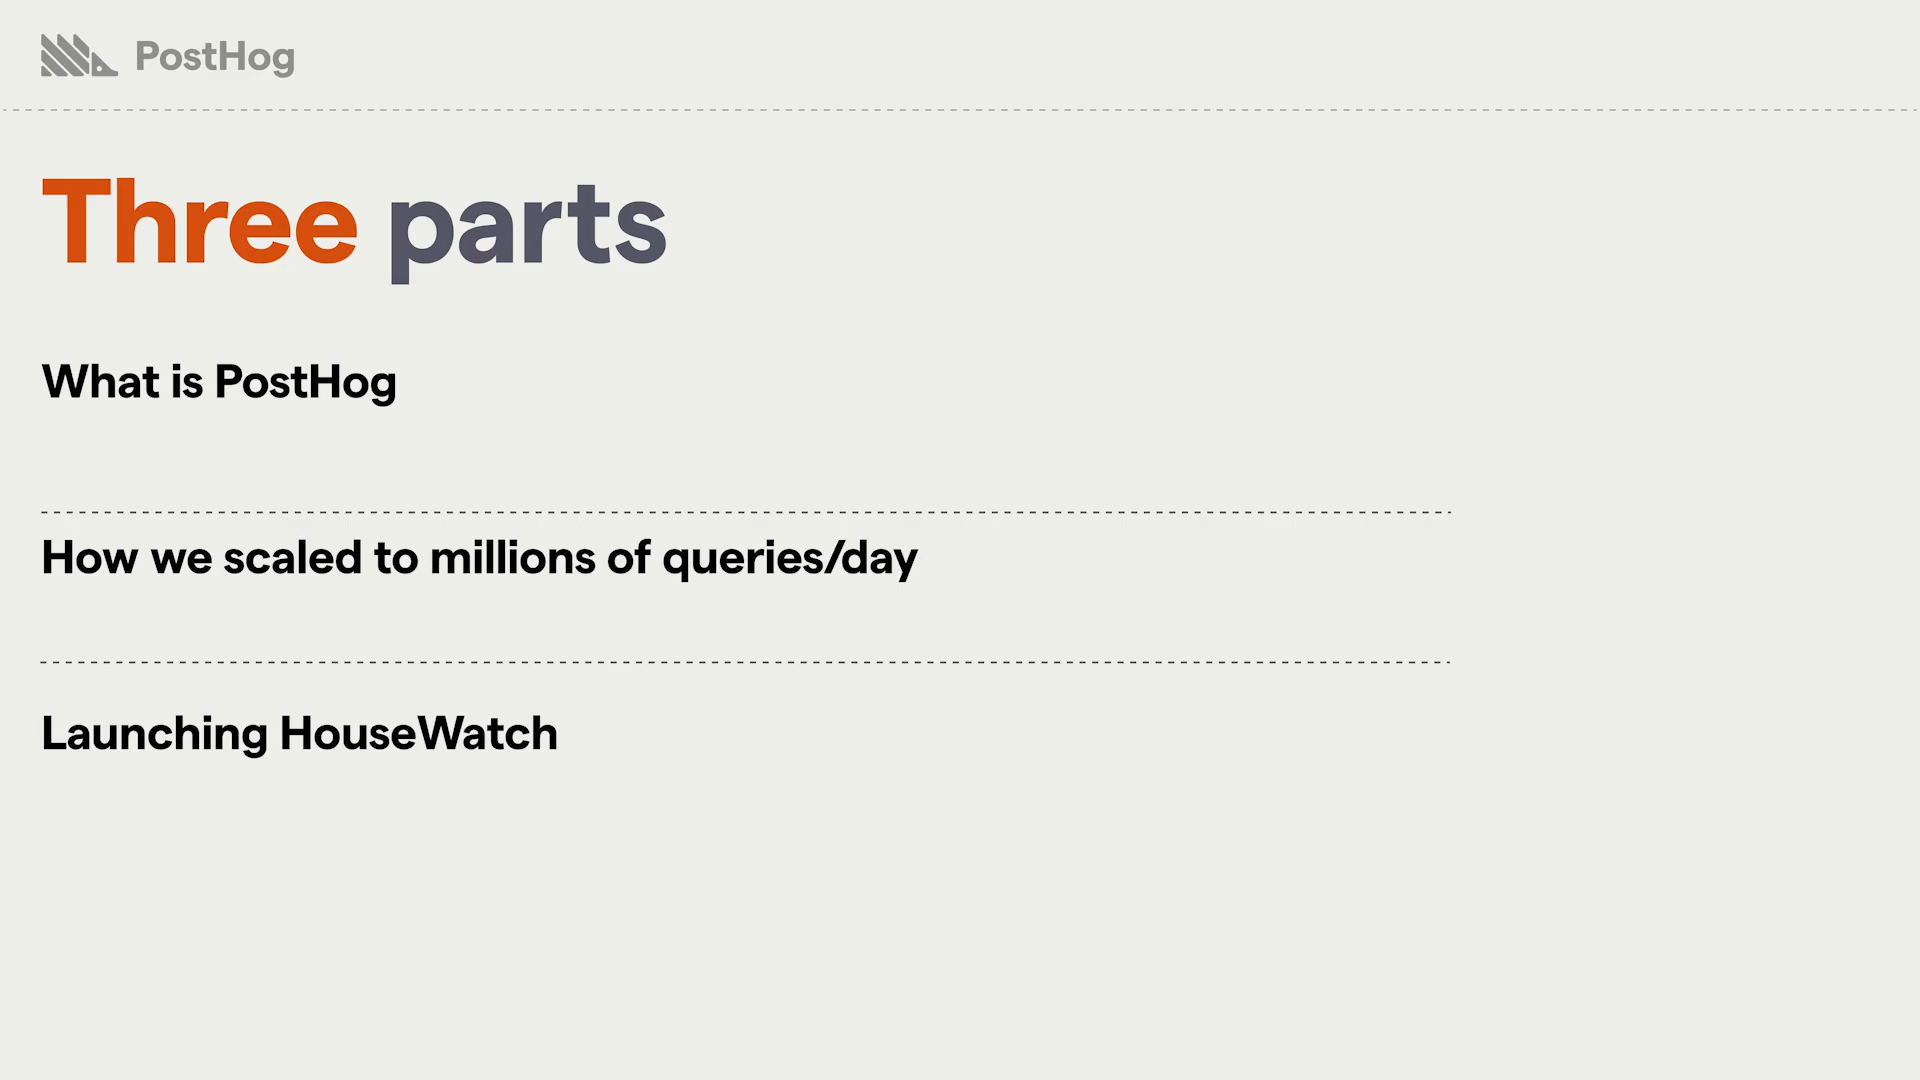 PostHog
Three parts
What is PostHog
How we scaled to millions of queries/day
Launching HouseWatch